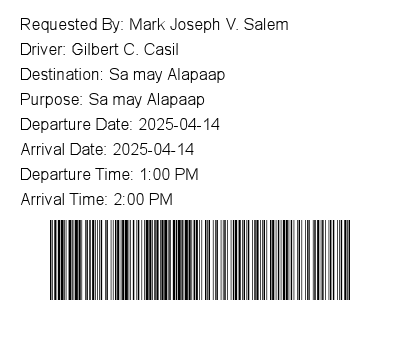 Requested By: Mark Joseph V. Salem
Driver: Gilbert C. Casil
Destination: Sa may Alapaap
Purpose: Sa may Alapaap
Departure Date: 2025-04-14
Arrival Date: 2025-04-14
Departure Time: 1:00 PM
Arrival Time: 2:00 PM